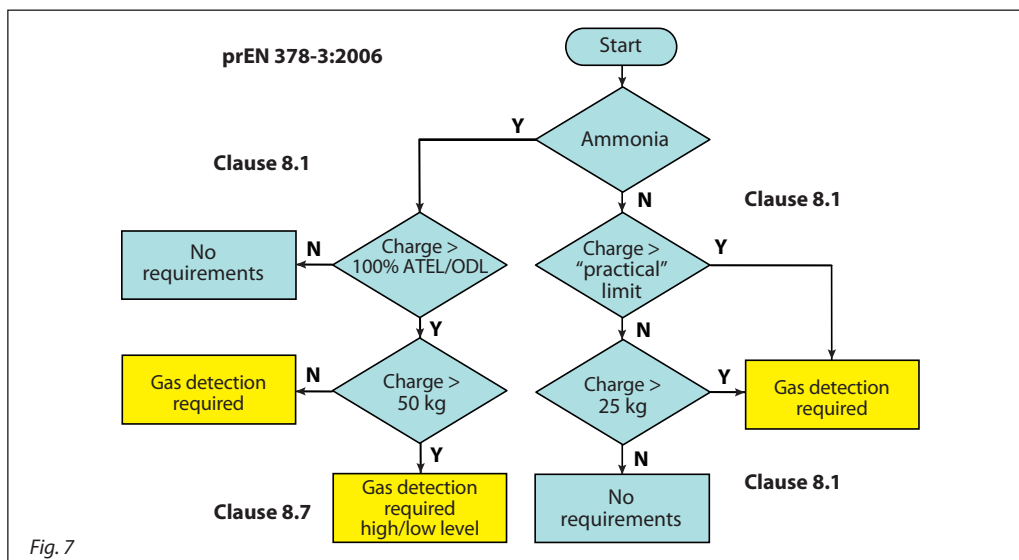 prEN 378-3:2006
Start
Y
Ammonia
Clause 8.1
N
Clause 8.1
No
requirements
N
Charge >
100% ATEL/ODL
Charge >
“practical”
limit
Y
Y
N
Gas detection
required
N
Charge >
50 kg
Charge >
25 kg
Y
Gas detection
required
Y
N
Clause 8.7
Gas detection
required
high/low level
No
requirements
Clause 8.1
Fig. 7